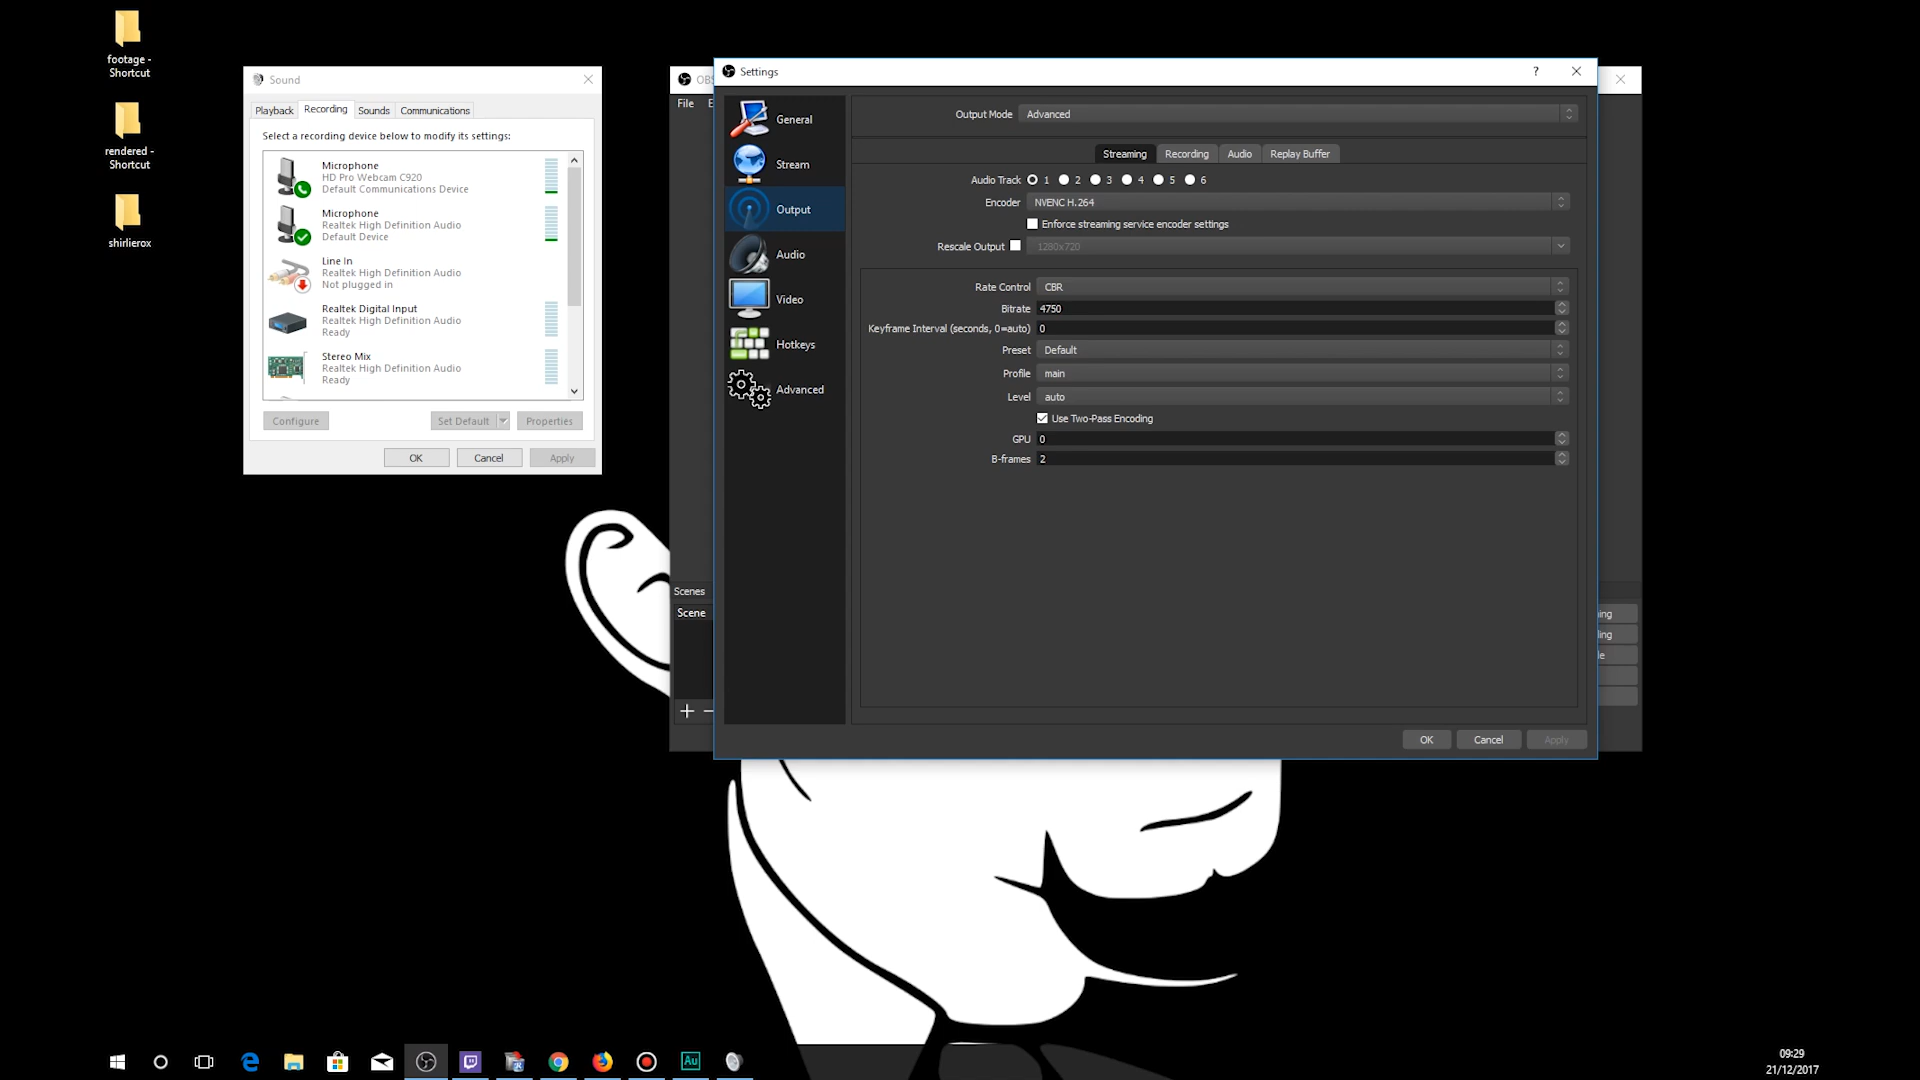 footage -
Shortcut
rendered -
Shortcut
shirlierox
Sound
Playback
Recording
Sounds
Communications
Select a recording device below to modify its settings:
Microphone
HD Pro Webcam C920
Default Communications Device
Microphone
Realtek High Definition Audio
Default Device
Line In
Realtek High Definition Audio
Not plugged in
Realtek Digital Input
Realtek High Definition Audio
Ready
Stereo Mix
Realtek High Definition Audio
Ready
Configure
Set Default
Properties
OK
Cancel
Apply
OBS
File
E
Scenes
Scene
Settings
?
General
Stream
Output
Audio
Video
Hotkeys
Advanced
Output Mode Advanced
Streaming Recording Audio Replay Buffer
Audio Track 1 2 3 4 5 6
Encoder NVENC H.264
Enforce streaming service encoder settings
Rescale Output 1280x720
Rate Control CBR
Bitrate 4750
Keyframe Interval (seconds, 0=auto) 0
Preset Default
Profile main
Level auto
Use Two-Pass Encoding
GPU 0
B-frames 2
OK
Cancel
Apply
Au
09:29
21/12/2017